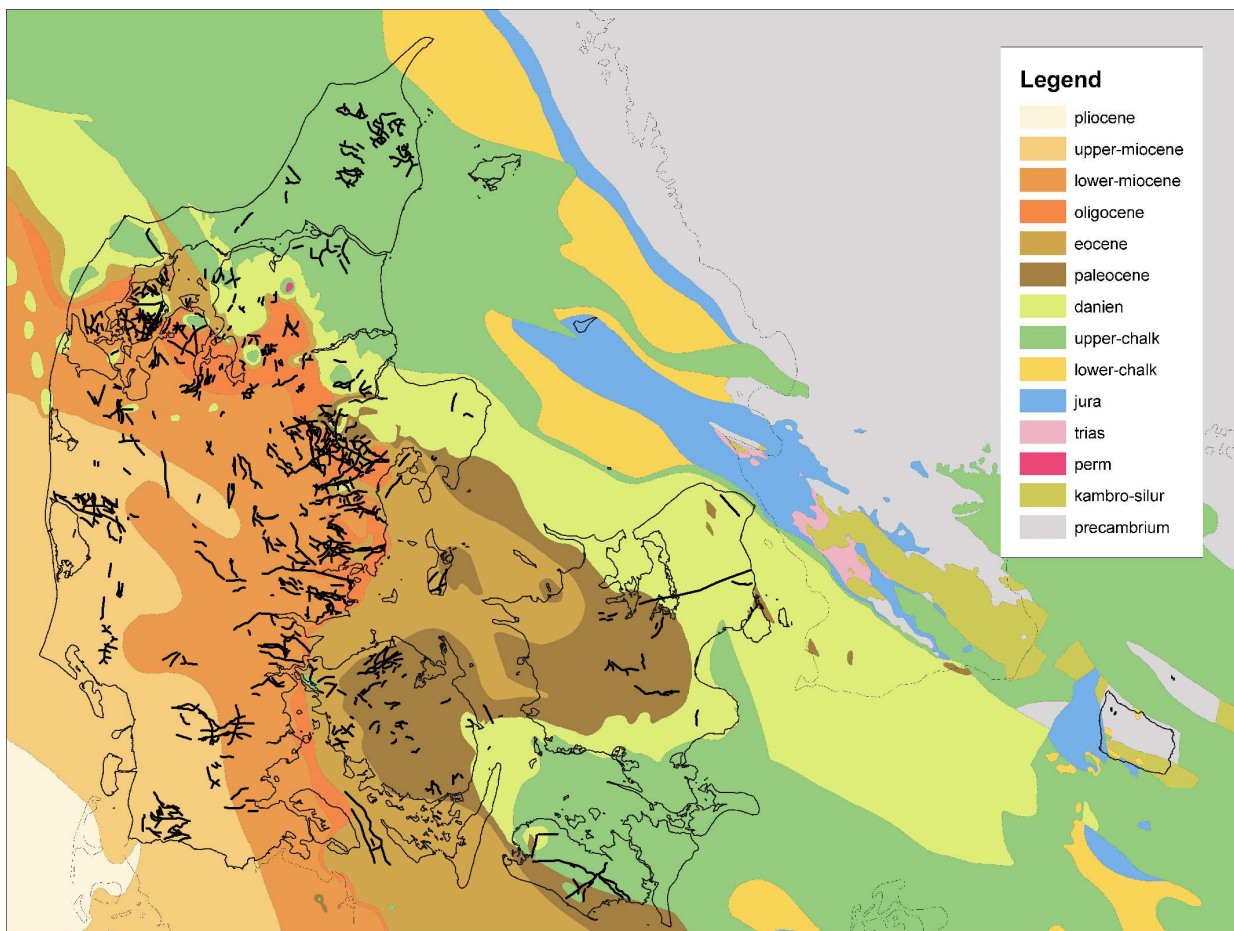 Legend
pliocene
upper-miocene
lower-miocene
oligocene
eocene
paleocene
danien
upper-chalk
lower-chalk
jura
trias
perm
kambro-silur
precambrium